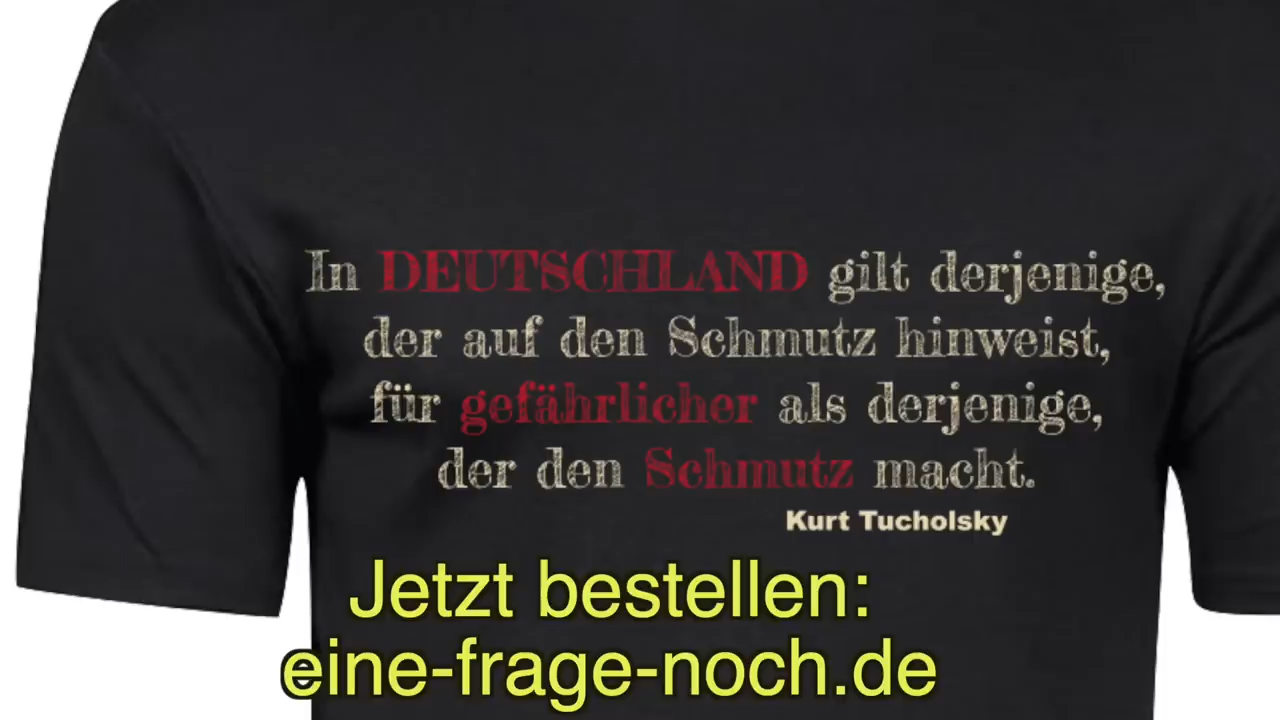 In DEUTSCHLAND gilt derjenige,
der auf den Schmutz hinweist,
für gefährlicher als derjenige,
der den Schmutz macht.
Kurt Tucholsky
Jetzt bestellen:
eine-frage-noch.de